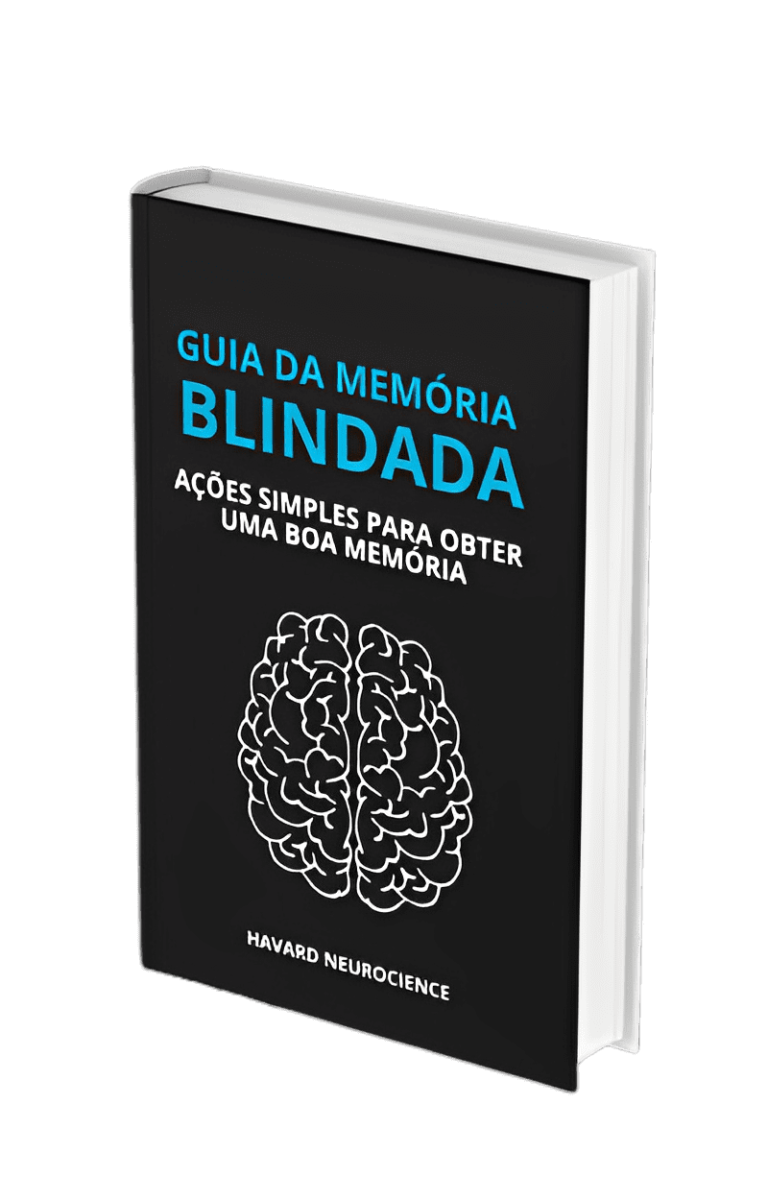 GUIA DA MEMÓRIA
BLINDADA
AÇÕES SIMPLES PARA OBTER
UMA BOA MEMÓRIA
HAVARD NEUROCIENCE